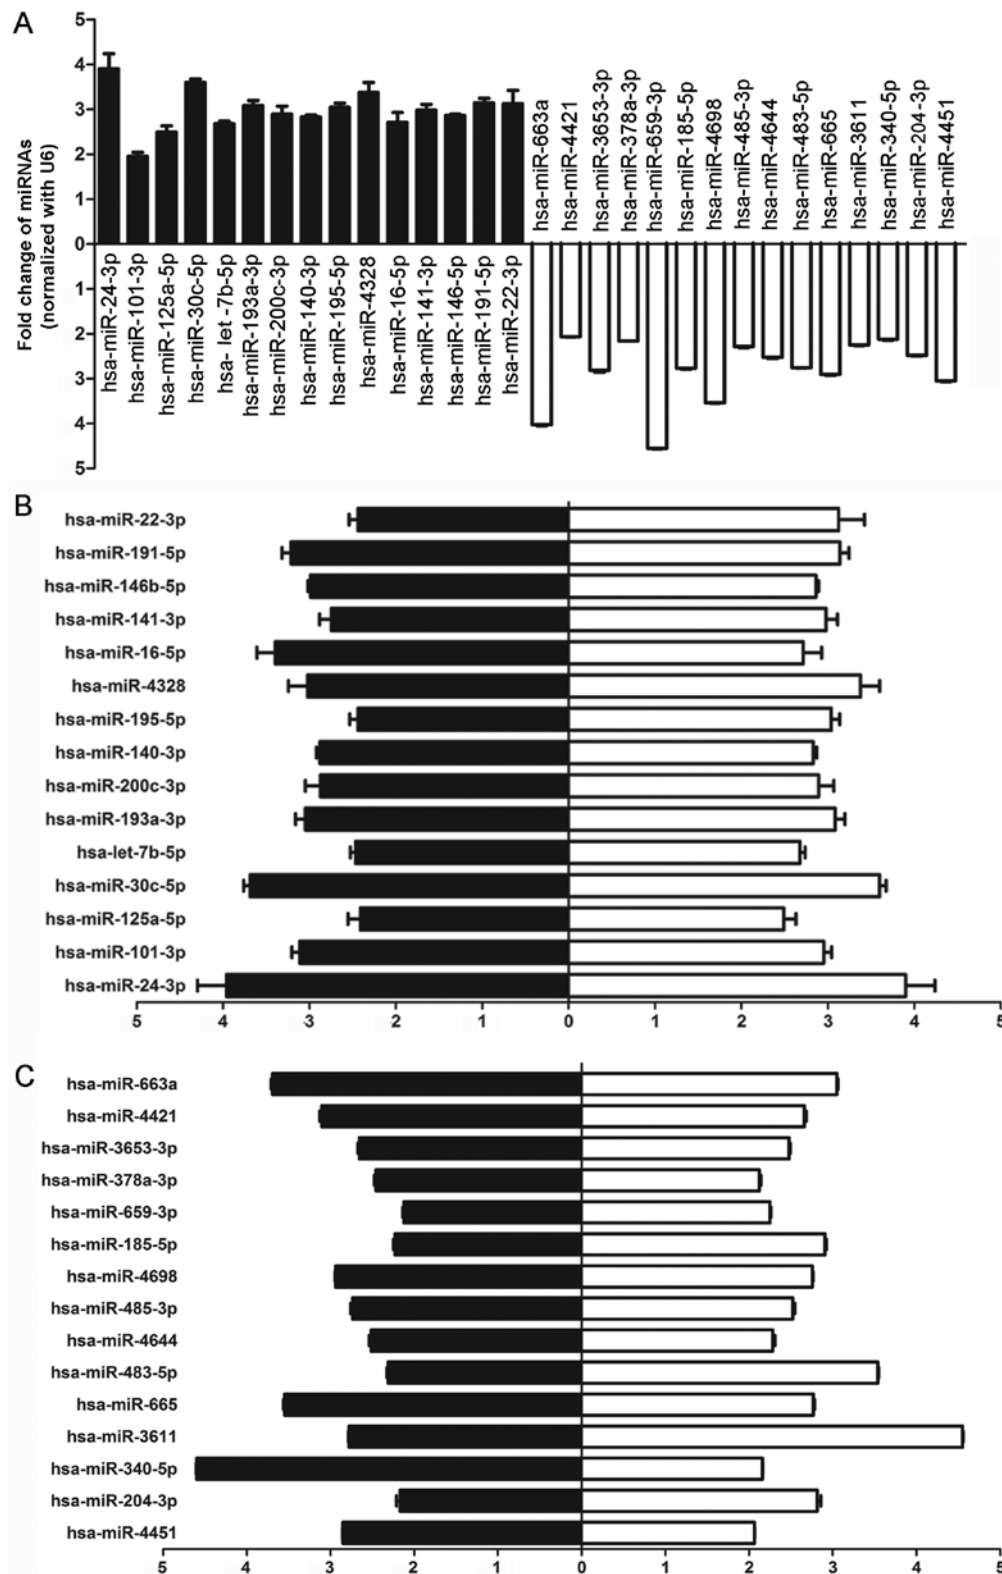 A
5
4
3
2
1
0
1
2
3
4
5
Fold change of miRNAs
(normalized with U6)
hsa-miR-24-3p
hsa-miR-101-3p
hsa-miR-125a-5p
hsa-miR-30c-5p
hsa- let -7b-5p
hsa-miR-193a-3p
hsa-miR-200c-3p
hsa-miR-140-3p
hsa-miR-195-5p
hsa-miR-4328
hsa-miR-16-5p
hsa-miR-141-3p
hsa-miR-146-5p
hsa-miR-191-5p
hsa-miR-22-3p
hsa-miR-663a
hsa-miR-4421
hsa-miR-3653-3p
hsa-miR-378a-3p
hsa-miR-659-3p
hsa-miR-185-5p
hsa-miR-4698
hsa-miR-485-3p
hsa-miR-4644
hsa-miR-483-5p
hsa-miR-665
hsa-miR-3611
hsa-miR-340-5p
hsa-miR-204-3p
hsa-miR-4451
B
hsa-miR-22-3p
hsa-miR-191-5p
hsa-miR-146b-5p
hsa-miR-141-3p
hsa-miR-16-5p
hsa-miR-4328
hsa-miR-195-5p
hsa-miR-140-3p
hsa-miR-200c-3p
hsa-miR-193a-3p
hsa-let-7b-5p
hsa-miR-30c-5p
hsa-miR-125a-5p
hsa-miR-101-3p
hsa-miR-24-3p
5 4 3 2 1 0 1 2 3 4 5
C
hsa-miR-663a
hsa-miR-4421
hsa-miR-3653-3p
hsa-miR-378a-3p
hsa-miR-659-3p
hsa-miR-185-5p
hsa-miR-4698
hsa-miR-485-3p
hsa-miR-4644
hsa-miR-483-5p
hsa-miR-665
hsa-miR-3611
hsa-miR-340-5p
hsa-miR-204-3p
hsa-miR-4451
5 4 3 2 1 0 1 2 3 4 5